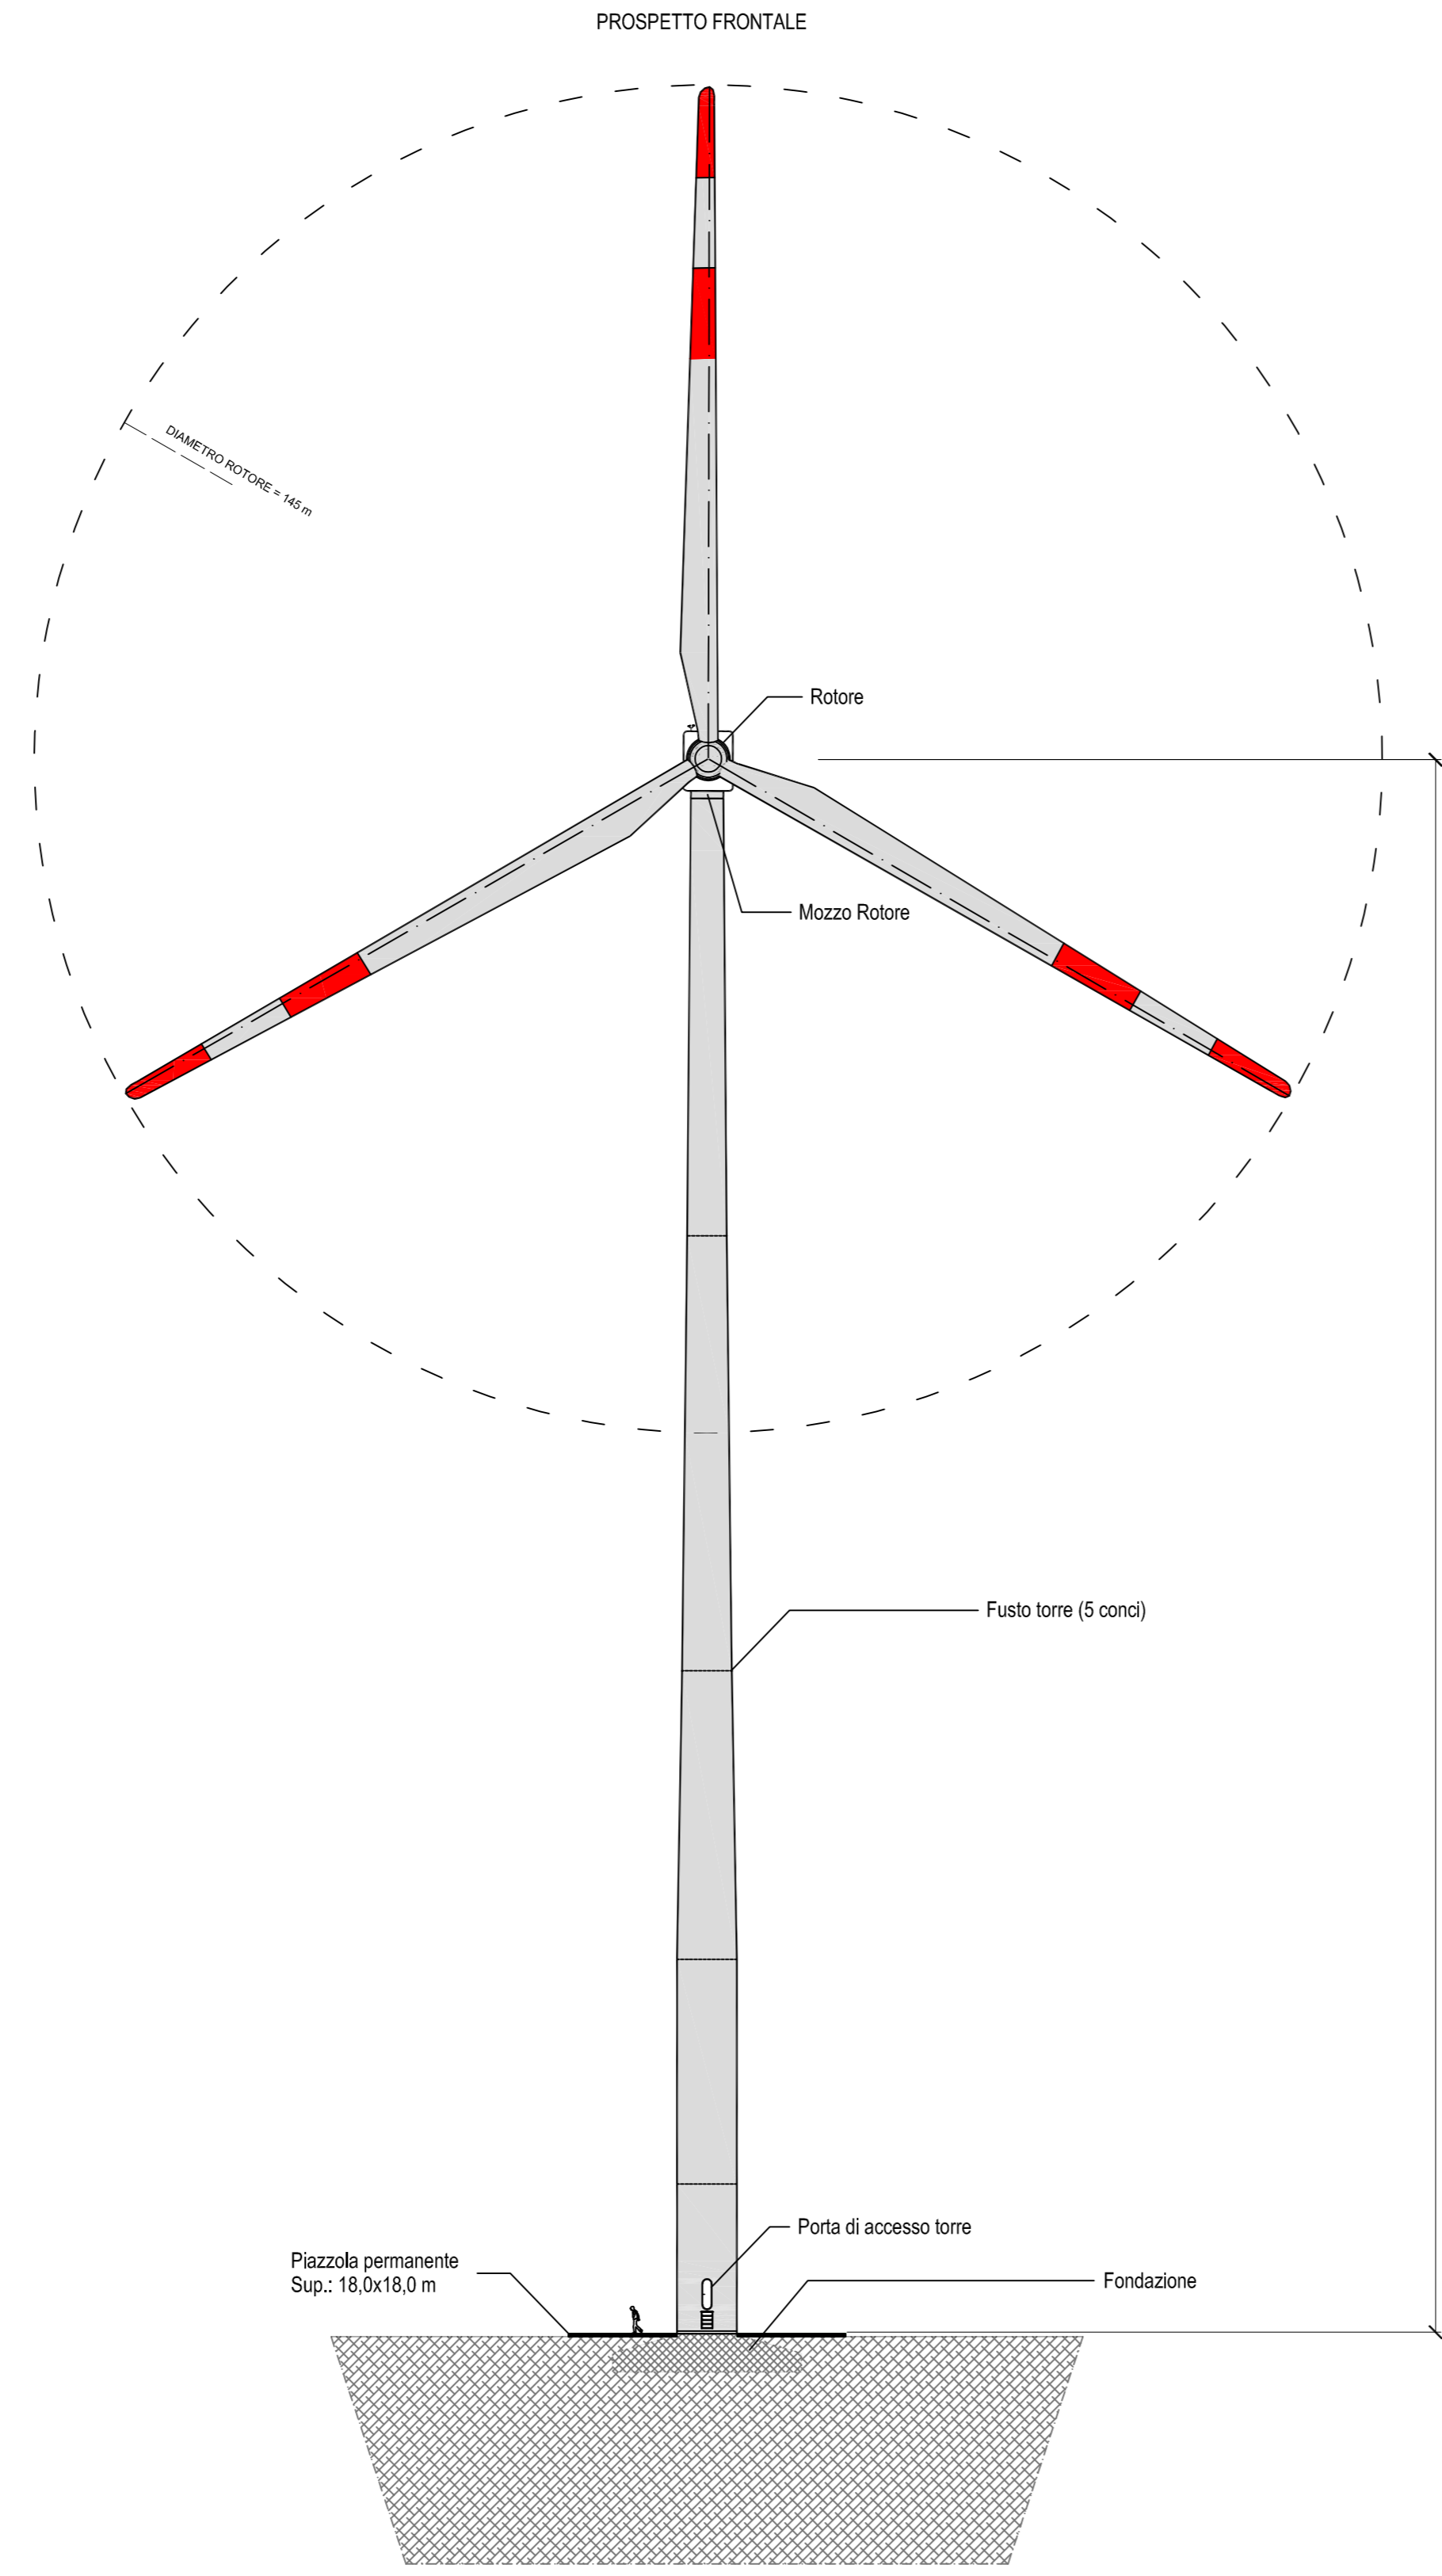 PROSPETTO FRONTALE
DIAMETRO ROTORE = 145 m
Rotore
Mozzo Rotore
Fusto torre (5 conci)
Porta di accesso torre
Piazzola permanente
Sup.: 18,0x18,0 m
Fondazione